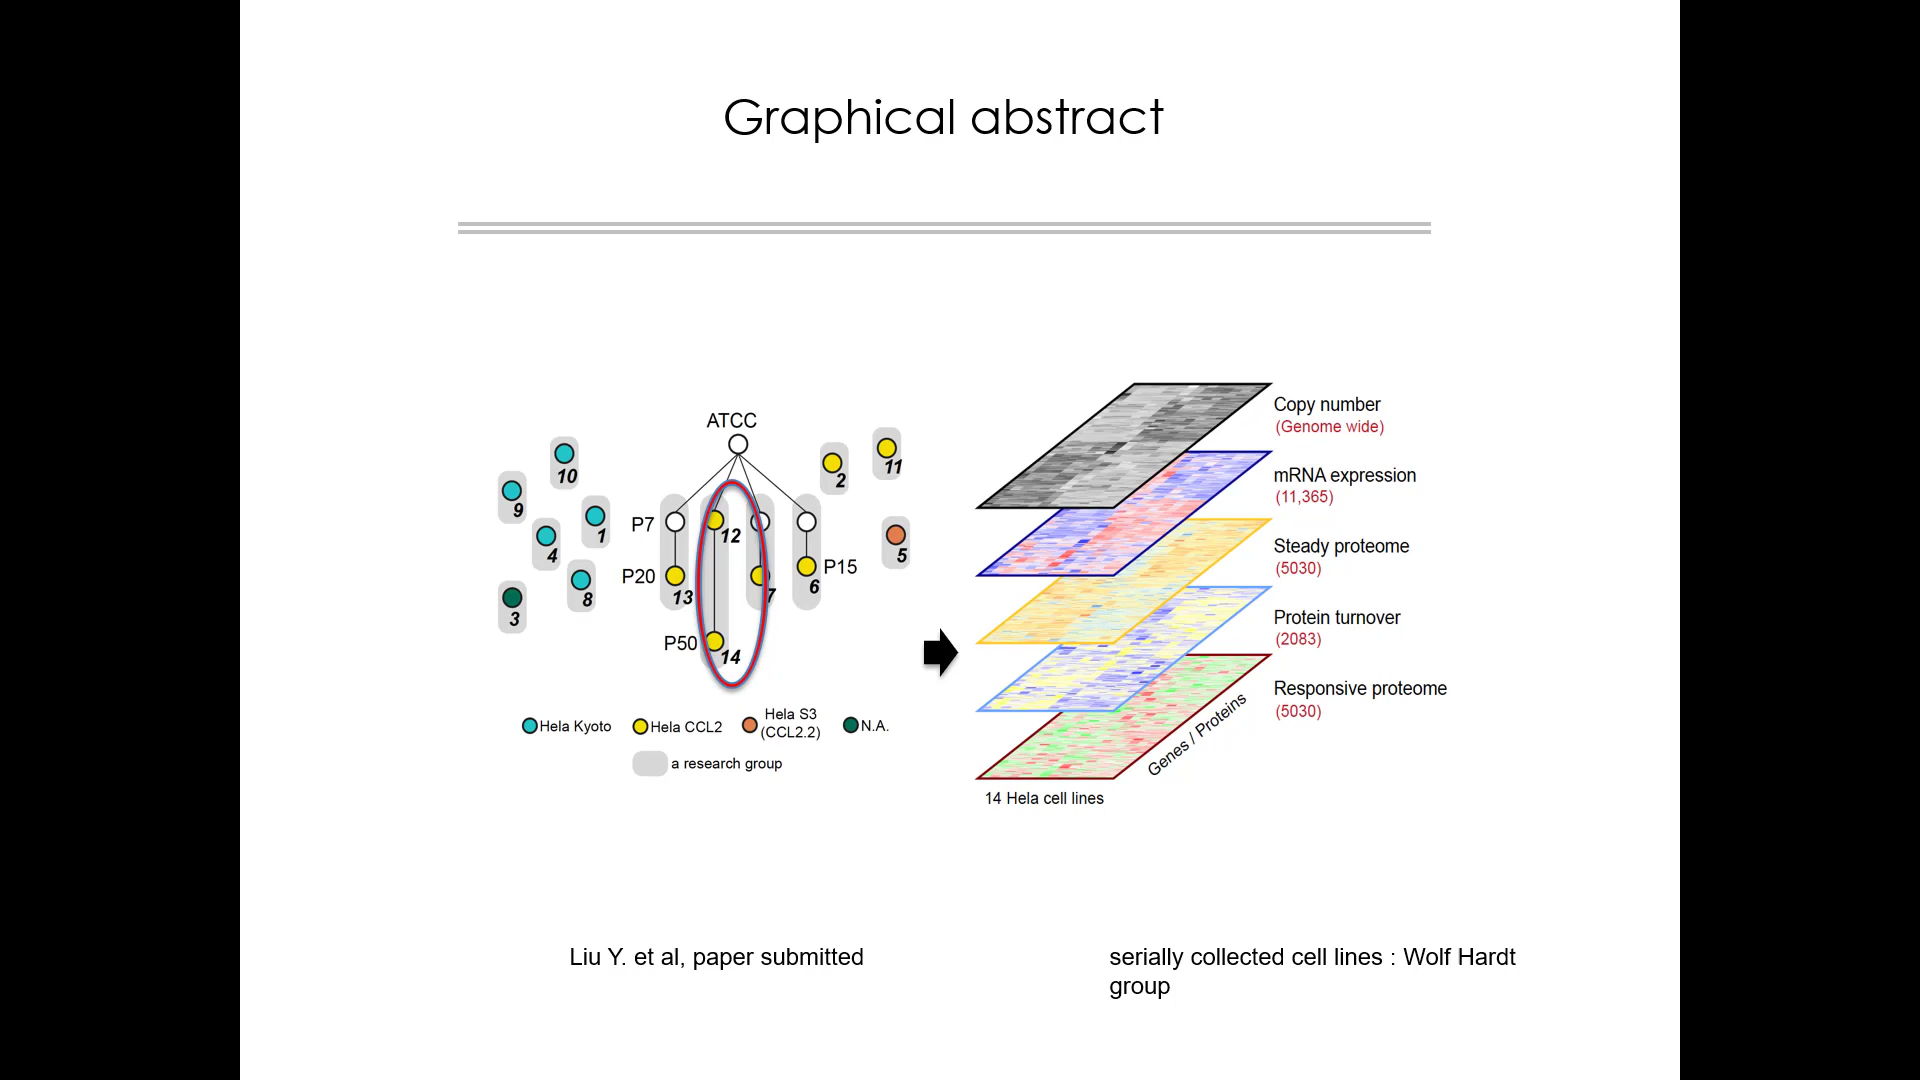 Graphical abstract
ATCC
10
9
1
4
8
3
P7
P20
P50
12
13
14
7
6
P15
2
11
5
Hela Kyoto
Hela CCL2
Hela S3
(CCL2.2)
N.A.
a research group
Copy number
(Genome wide)
mRNA expression
(11,365)
Steady proteome
(5030)
Protein turnover
(2083)
Responsive proteome
(5030)
Genes / Proteins
14 Hela cell lines
Liu Y. et al, paper submitted
serially collected cell lines : Wolf Hardt
group